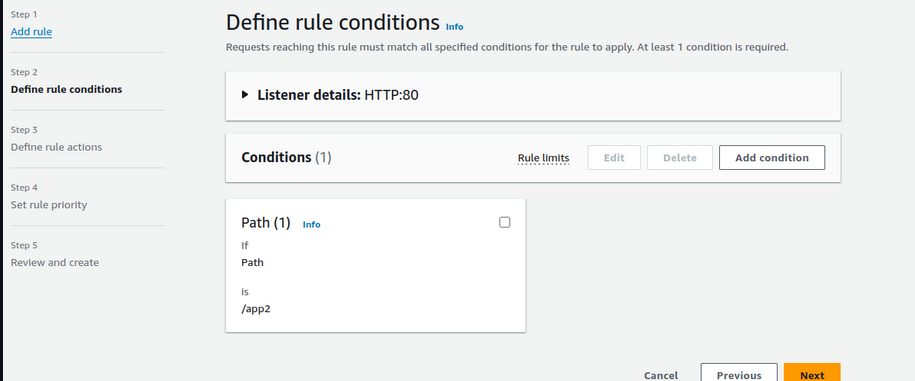 Step 1
Add rule
Step 2
Define rule conditions
Step 3
Define rule actions
Step 4
Set rule priority
Step 5
Review and create
Define rule conditions Info
Requests reaching this rule must match all specified conditions for the rule to apply. At least 1 condition is required.
Listener details: HTTP:80
Conditions (1) Rule limits Edit Delete Add condition
Path (1) Info
If
Path
is
/app2
Cancel Previous Next